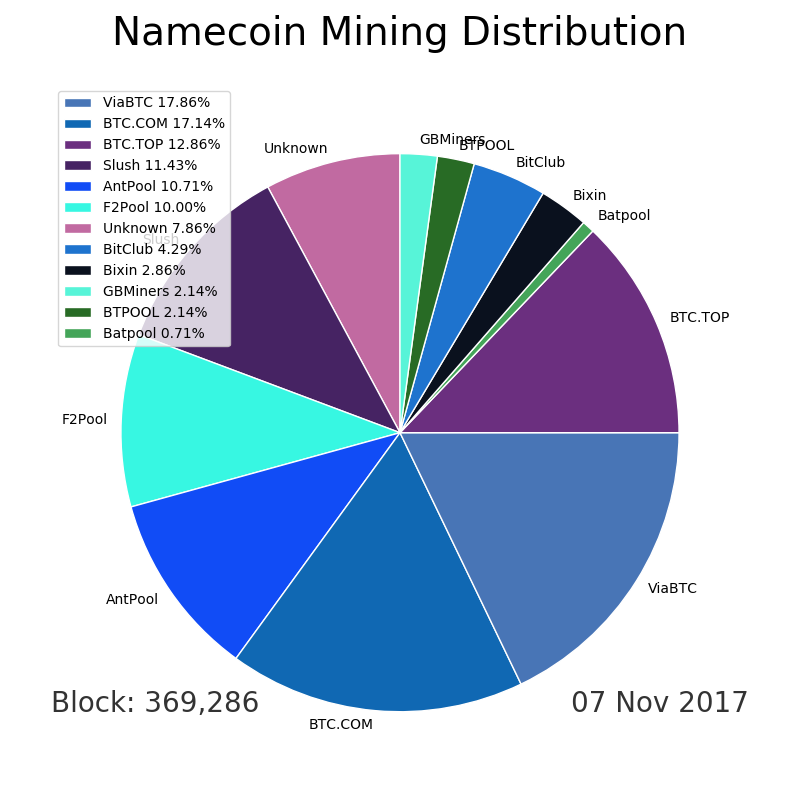 Namecoin Mining Distribution
ViaBTC 17.86%
BTC.COM 17.14%
BTC.TOP 12.86%
Slush 11.43%
AntPool 10.71%
F2Pool 10.00%
Unknown 7.86%
BitClub 4.29%
Bixin 2.86%
GBMiners 2.14%
BTPOOL 2.14%
Batpool 0.71%
Unknown
GBMiners
BTPOOL
BitClub
Bixin
Batpool
Slush
BTC.TOP
F2Pool
ViaBTC
AntPool
BTC.COM
Block: 369,286
07 Nov 2017